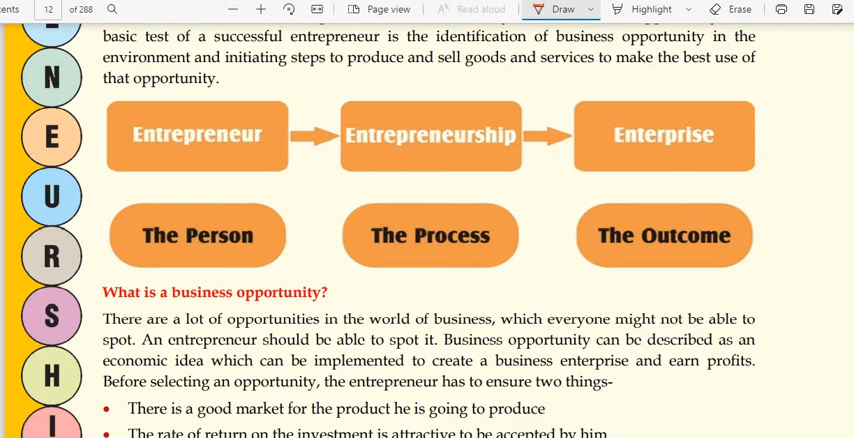 ents 12 of 288 Page view Read aloud Draw Highlight Erase
basic test of a successful entrepreneur is the identification of business opportunity in the
environment and initiating steps to produce and sell goods and services to make the best use of
that opportunity.
Entrepreneur Entrepreneurship Enterprise
The Person The Process The Outcome
What is a business opportunity?
There are a lot of opportunities in the world of business, which everyone might not be able to
spot. An entrepreneur should be able to spot it. Business opportunity can be described as an
economic idea which can be implemented to create a business enterprise and earn profits.
Before selecting an opportunity, the entrepreneur has to ensure two things-
• There is a good market for the product he is going to produce
• The rate of return on the investment is attractive to be accepted by him
N
E
U
R
S
H
I